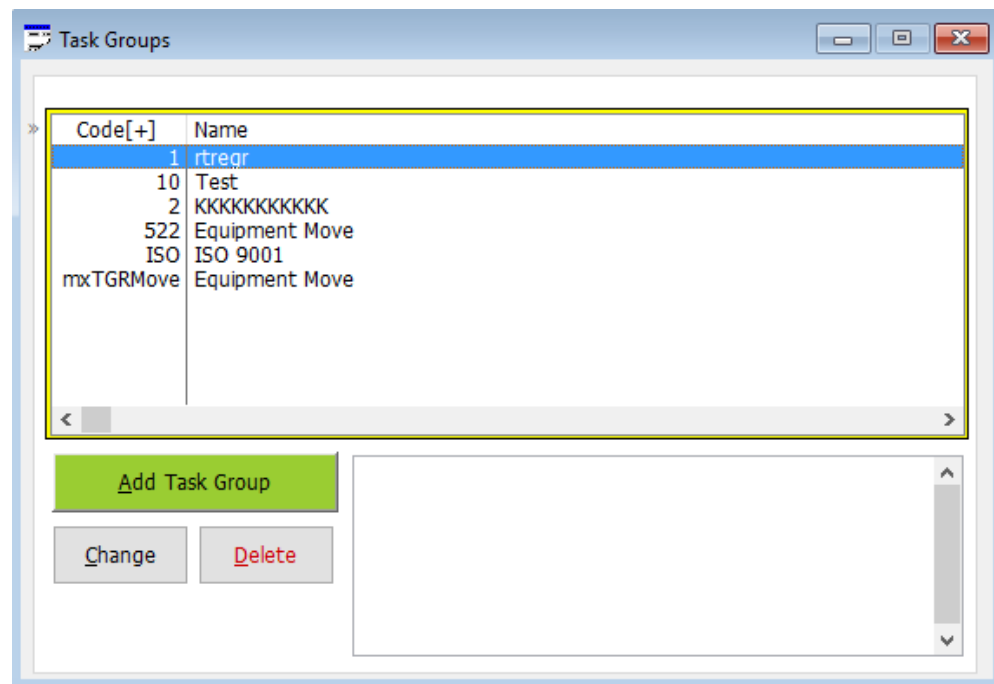 Task Groups
» Code[+] Name
1 rtregr
10 Test
2 KKKKKKKKKKK
522 Equipment Move
ISO ISO 9001
mxTGRMove Equipment Move
Add Task Group
Change Delete